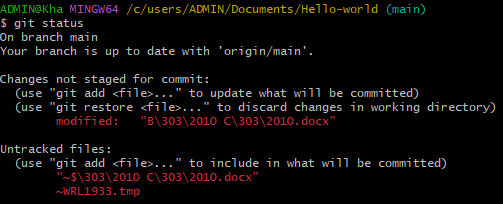 ADMIN@Kha MINGW64 /c/users/ADMIN/Documents/Hello-world (main)
$ git status
On branch main
Your branch is up to date with 'origin/main'.
Changes not staged for commit:
(use "git add <file>..." to update what will be committed)
(use "git restore <file>..." to discard changes in working directory)
modified: "B\303\2010 C\303\2010.docx"
Untracked files:
(use "git add <file>..." to include in what will be committed)
"~$\303\2010 C\303\2010.docx"
~WRL1933.tmp